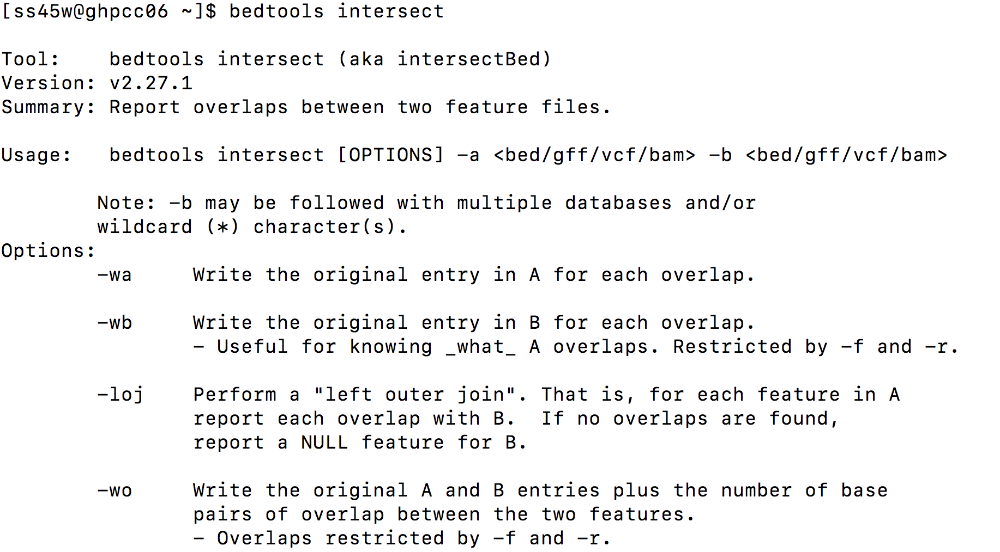 [ss45w@ghpcc06 ~]$ bedtools intersect
Tool:    bedtools intersect (aka intersectBed)
Version: v2.27.1
Summary: Report overlaps between two feature files.
Usage:   bedtools intersect [OPTIONS] -a <bed/gff/vcf/bam> -b <bed/gff/vcf/bam>
Note: -b may be followed with multiple databases and/or
wildcard (*) character(s).
Options:
-wa     Write the original entry in A for each overlap.
-wb     Write the original entry in B for each overlap.
- Useful for knowing _what_ A overlaps. Restricted by -f and -r.
-loj    Perform a "left outer join". That is, for each feature in A
report each overlap with B.  If no overlaps are found,
report a NULL feature for B.
-wo     Write the original A and B entries plus the number of base
pairs of overlap between the two features.
- Overlaps restricted by -f and -r.